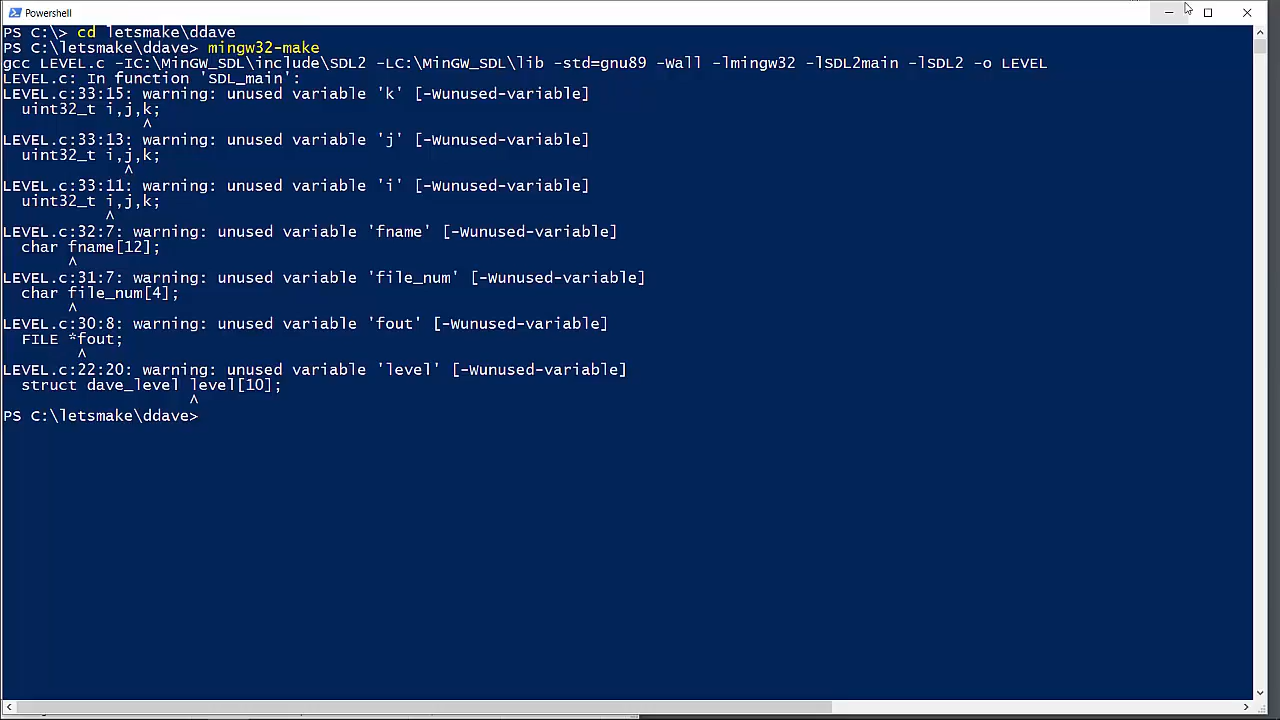 Powershell
PS C:\> cd letsmake\ddave
PS C:\letsmake\ddave> mingw32-make
gcc LEVEL.c -IC:\MinGW_SDL\include\SDL2 -LC:\MinGW_SDL\lib -std=gnu89 -Wall -lmingw32 -lSDL2main -lSDL2 -o LEVEL
LEVEL.c: In function 'SDL_main':
LEVEL.c:33:15: warning: unused variable 'k' [-Wunused-variable]
  uint32_t i,j,k;
               ^
LEVEL.c:33:13: warning: unused variable 'j' [-Wunused-variable]
  uint32_t i,j,k;
             ^
LEVEL.c:33:11: warning: unused variable 'i' [-Wunused-variable]
  uint32_t i,j,k;
           ^
LEVEL.c:32:7: warning: unused variable 'fname' [-Wunused-variable]
  char fname[12];
       ^
LEVEL.c:31:7: warning: unused variable 'file_num' [-Wunused-variable]
  char file_num[4];
       ^
LEVEL.c:30:8: warning: unused variable 'fout' [-Wunused-variable]
  FILE *fout;
        ^
LEVEL.c:22:20: warning: unused variable 'level' [-Wunused-variable]
  struct dave_level level[10];
                    ^
PS C:\letsmake\ddave>